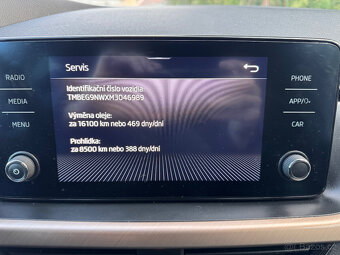 Servis
RADIO
MEDIA
MENU
Identifikační číslo vozidla:
TMBEG9NWXM3046989
Výměna oleje:
za 16100 km nebo 469 dny/dní
Prohlídka:
za 8500 km nebo 388 dny/dní
PHONE
APP/
CAR